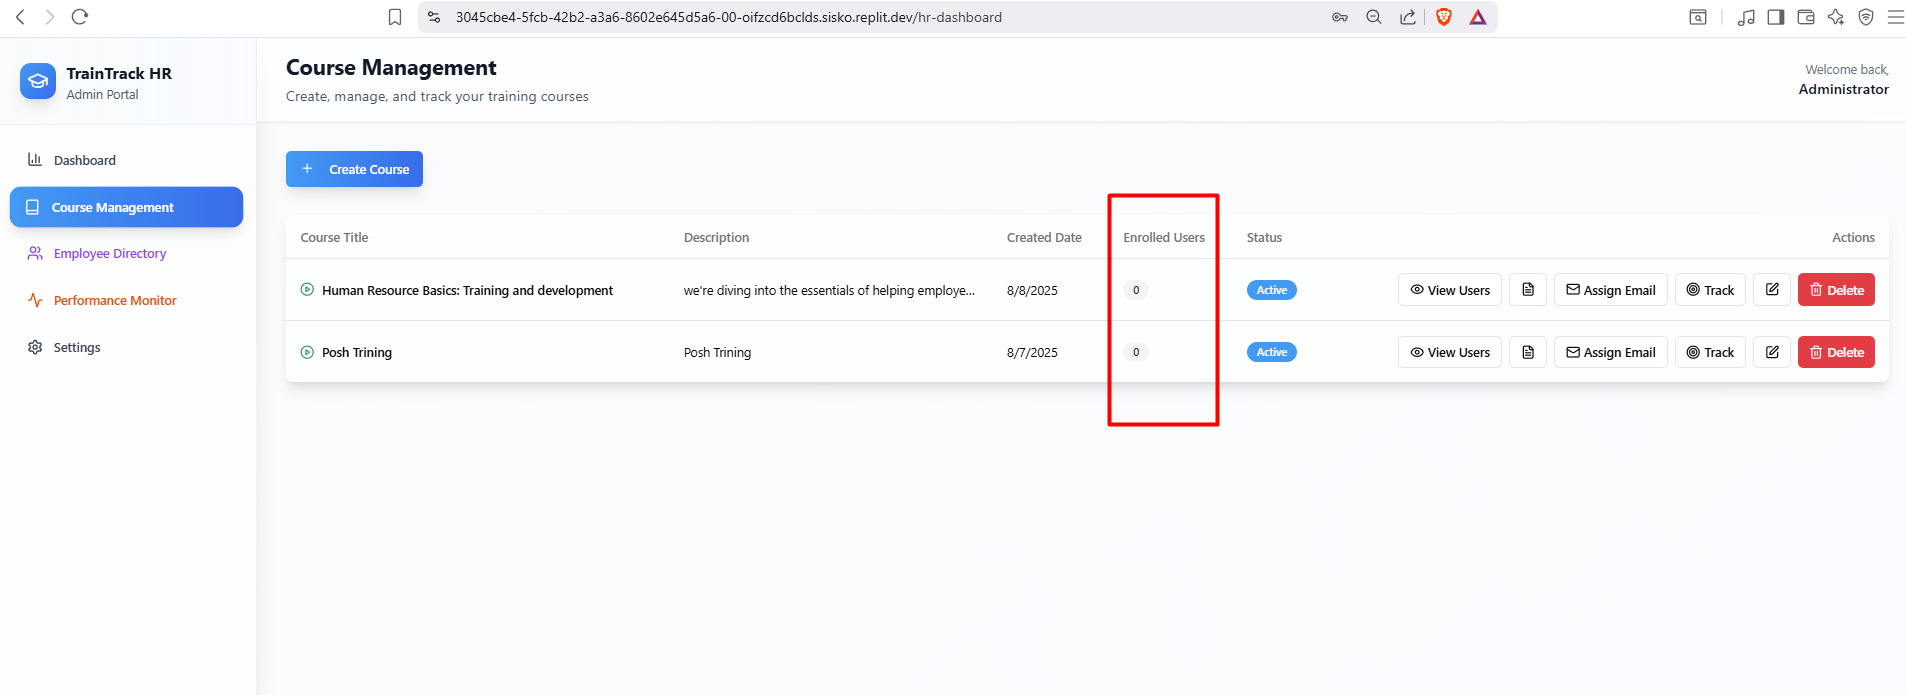 3045cbe4-5fcb-42b2-a3a6-8602e645d5a6-00-oifzcd6bclds.sisko.replit.dev/hr-dashboard
TrainTrack HR
Admin Portal
Course Management
Create, manage, and track your training courses
Welcome back,
Administrator
Dashboard
Course Management
Employee Directory
Performance Monitor
Settings
+ Create Course
Course Title Description Created Date Enrolled Users Status Actions
Human Resource Basics: Training and development we're diving into the essentials of helping employe... 8/8/2025 0 Active View Users Assign Email Track Delete
Posh Trining Posh Trining 8/7/2025 0 Active View Users Assign Email Track Delete